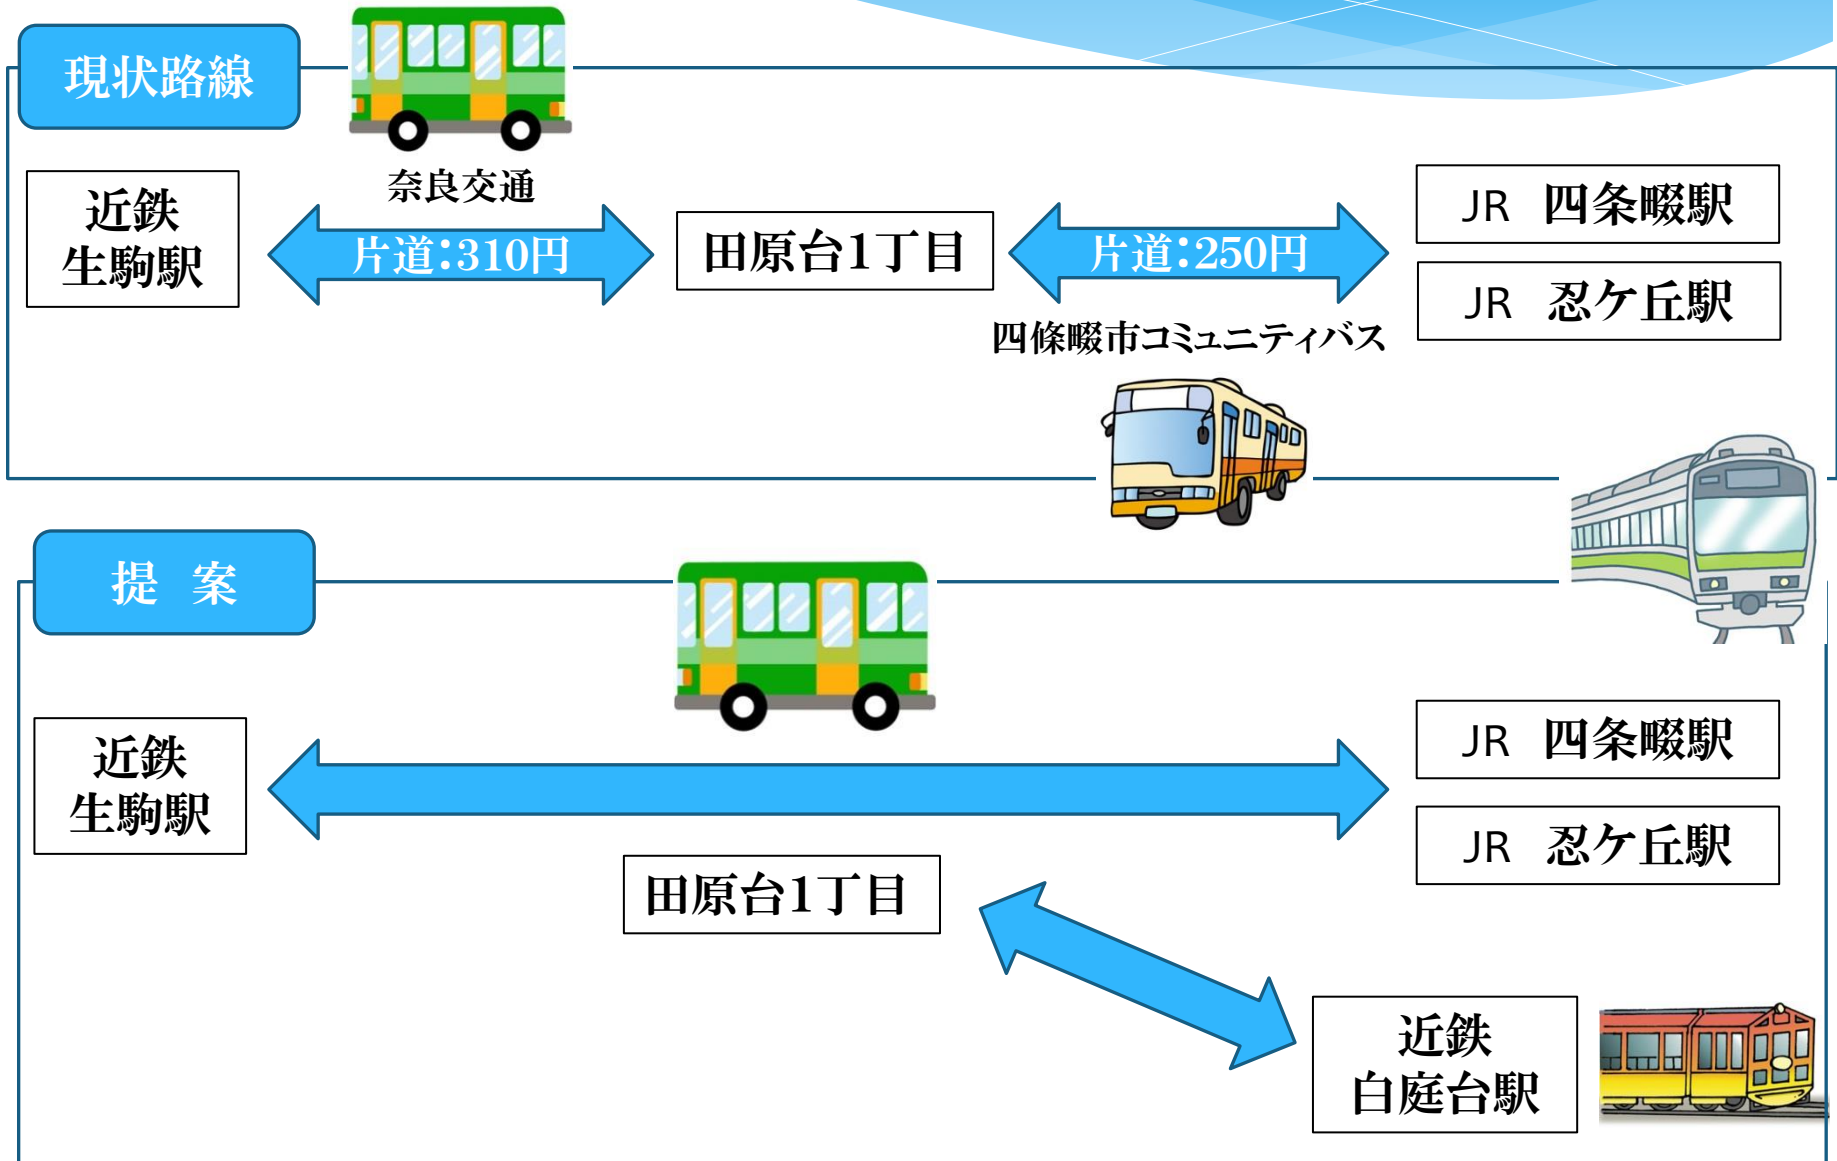 現状路線
奈良交通
近鉄
生駒駅
片道：310円
田原台1丁目
片道：250円
JR 四条畷駅
JR 忍ケ丘駅
四條畷市コミュニティバス
提 案
近鉄
生駒駅
JR 四条畷駅
JR 忍ケ丘駅
田原台1丁目
近鉄
白庭台駅